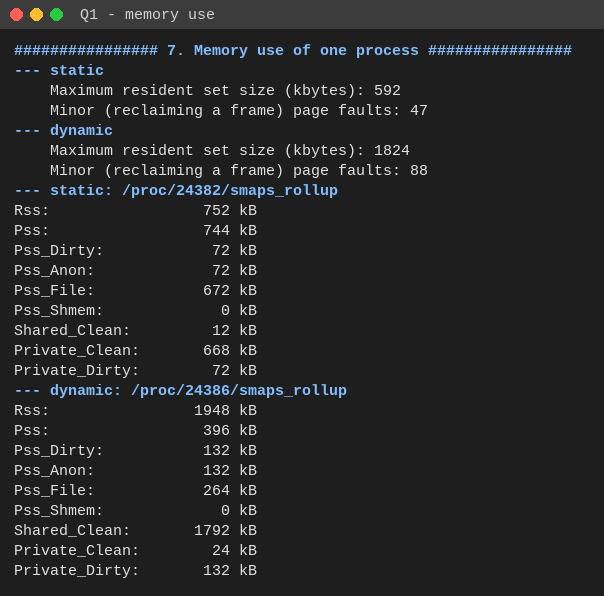 Q1 - memory use
################ 7. Memory use of one process ################
--- static
    Maximum resident set size (kbytes): 592
    Minor (reclaiming a frame) page faults: 47
--- dynamic
    Maximum resident set size (kbytes): 1824
    Minor (reclaiming a frame) page faults: 88
--- static: /proc/24382/smaps_rollup
Rss:                 752 kB
Pss:                 744 kB
Pss_Dirty:            72 kB
Pss_Anon:             72 kB
Pss_File:            672 kB
Pss_Shmem:             0 kB
Shared_Clean:         12 kB
Private_Clean:       668 kB
Private_Dirty:        72 kB
--- dynamic: /proc/24386/smaps_rollup
Rss:                1948 kB
Pss:                 396 kB
Pss_Dirty:           132 kB
Pss_Anon:            132 kB
Pss_File:            264 kB
Pss_Shmem:             0 kB
Shared_Clean:       1792 kB
Private_Clean:        24 kB
Private_Dirty:       132 kB